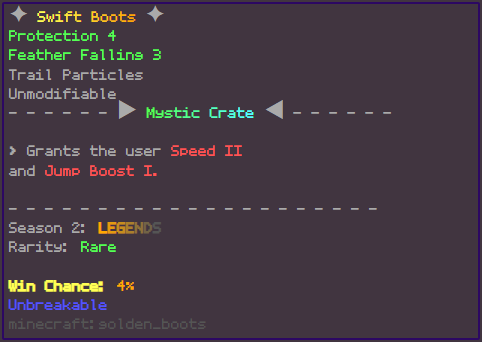 ✦ Swift Boots ✦
Protection 4
Feather Falling 3
Trail Particles
Unmodifiable
- - - - - - ▶ Mystic Crate ◀ - - - - - -
> Grants the user Speed II
and Jump Boost I.
- - - - - - - - - - - - - - - - - - - - - -
Season 2: LEGENDS
Rarity: Rare
Win Chance: 4%
Unbreakable
minecraft:solden_boots